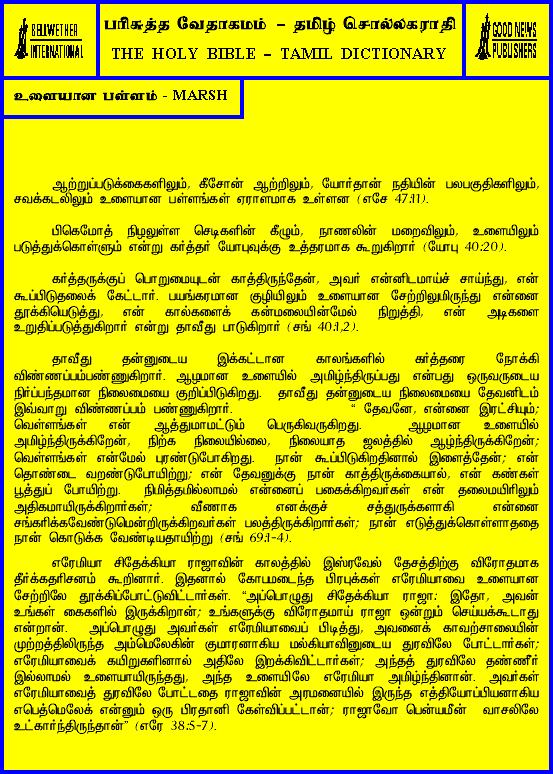 BELLWETHER
INTERNATIONAL
பரிசுத்த வேதாகமம் – தமிழ் சொல்லகராதி
THE HOLY BIBLE – TAMIL DICTIONARY
GOOD NEWS
PUBLISHERS
உளையான பள்ளம் - MARSH
ஆற்றுப்படுக்கைகளிலும், கீசோன் ஆற்றிலும், யோர்தான் நதியின் பலபகுதிகளிலும்,
சவக்கடலிலும் உளையான பள்ளங்கள் ஏராளமாக உள்ளன (எசே 47:11).
பிகெமோத் நிழலுள்ள செடிகளின் கீழும், நாணலின் மறைவிலும், உளையிலும்
படுத்துக்கொள்ளும் என்று கர்த்தர் யோபுவுக்கு உத்தரமாக கூறுகிறார் (யோபு 40:20).
கர்த்தருக்குப் பொறுமையுடன் காத்திருந்தேன், அவர் என்னிடமாய்ச் சாய்ந்து, என்
கூப்பிடுதலைக் கேட்டார். பயங்கரமான குழியிலும் உளையான சேற்றிலுமிருந்து என்னை
தூக்கியெடுத்து, என் கால்களைக் கன்மலையின்மேல் நிறுத்தி, என் அடிகளை
உறுதிப்படுத்துகிறார் என்று தாவீது பாடுகிறார் (சங் 40:1,2).
தாவீது தன்னுடைய இக்கட்டான காலங்களில் கர்த்தரை நோக்கி
விண்ணப்பம்பண்ணுகிறார். ஆழமான உளையில் அமிழ்ந்திருப்பது என்பது ஒருவருடைய
நிர்ப்பந்தமான நிலைமையை குறிப்பிடுகிறது. தாவீது தன்னுடைய நிலைமையை தேவனிடம்
இவ்வாறு விண்ணப்பம் பண்ணுகிறார். “ தேவனே, என்னை இரட்சியும்;
வெள்ளங்கள் என் ஆத்துமாமட்டும் பெருகிவருகிறது. ஆழமான உளையில்
அமிழ்ந்திருக்கிறேன், நிற்க நிலையில்லை, நிலையாத ஜலத்தில் ஆழ்ந்திருக்கிறேன்;
வெள்ளங்கள் என்மேல் புரண்டுபோகிறது. நான் கூப்பிடுகிறதினால் இளைத்தேன்; என்
தொண்டை வறண்டுபோயிற்று; என் தேவனுக்கு நான் காத்திருக்கையால், என் கண்கள்
பூத்துப் போயிற்று. நிமித்தமில்லாமல் என்னைப் பகைக்கிறவர்கள் என் தலைமயிரிலும்
அதிகமாயிருக்கிறார்கள்; வீணாக எனக்குச் சத்துருக்களாகி என்னை
சங்கரிக்கவேண்டுமென்றிருக்கிறவர்கள் பலத்திருக்கிறார்கள்; நான் எடுத்துக்கொள்ளாததை
நான் கொடுக்க வேண்டியதாயிற்று (சங் 69:1-4).
எரேமியா சிதேக்கியா ராஜாவின் காலத்தில் இஸ்ரவேல் தேசத்திற்கு விரோதமாக
தீர்க்கதரிசனம் கூறினார். இதனால் கோபமடைந்த பிரபுக்கள் எரேமியாவை உளையான
சேற்றிலே தூக்கிப்போட்டுவிட்டார்கள். “அப்பொழுது சிதேக்கியா ராஜா: இதோ, அவன்
உங்கள் கைகளில் இருக்கிறான்; உங்களுக்கு விரோதமாய் ராஜா ஒன்றும் செய்யக்கூடாது
என்றான். அப்பொழுது அவர்கள் எரேமியாவைப் பிடித்து, அவனைக் காவற்சாலையின்
முற்றத்திலிருந்த அம்மெலேகின் குமாரனாகிய மல்கியாவினுடைய துரவிலே போட்டார்கள்;
எரேமியாவைக் கயிறுகளினால் அதிலே இறக்கிவிட்டார்கள்; அந்தத் துரவிலே தண்ணீர்
இல்லாமல் உளையாயிருந்தது, அந்த உளையிலே எரேமியா அமிழ்ந்தினான். அவர்கள்
எரேமியாவைத் துரவிலே போட்டதை ராஜாவின் அரமனையில் இருந்த எத்தியோப்பியனாகிய
எபெத்மெலேக் என்னும் ஒரு பிரதானி கேள்விப்பட்டான்; ராஜாவோ பென்யமீன் வாசலிலே
உட்கார்ந்திருந்தான்” (எரே 38:5-7).